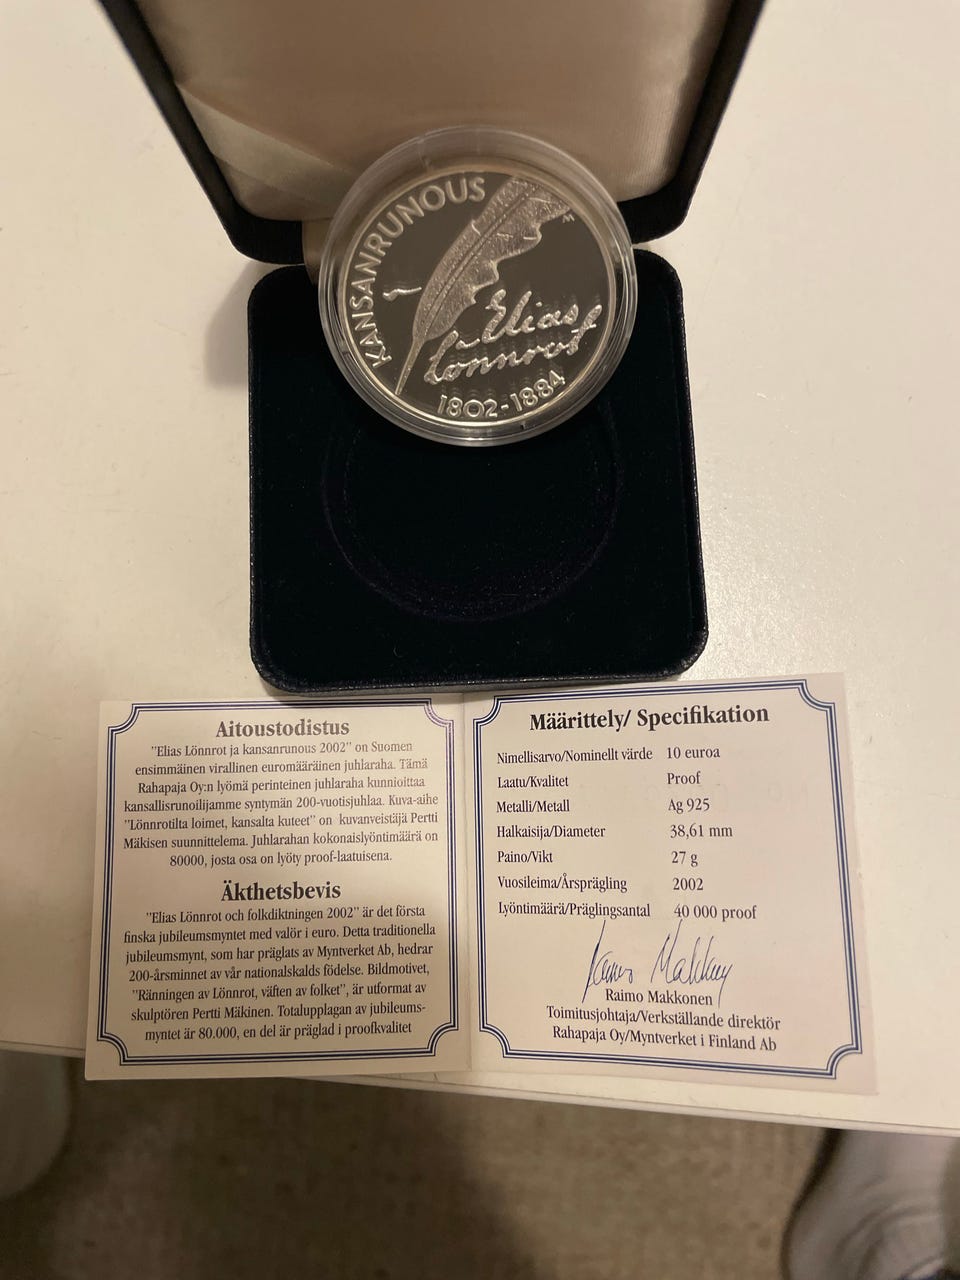 KANSANRUNOUS
Elias
Lönnrot
1802-1884
Aitoustodistus
"Elias Lönnrot ja kansanrunous 2002" on Suomen
ensimmäinen virallinen euromääräinen juhlaraha. Tämä
Rahapaja Oy:n lyömä perinteinen juhlaraha kunnioittaa
kansallisrunoilijamme syntymän 200-vuotisjuhlaa. Kuva-aihe
"Lönnrotilta loimet, kansalta kuteet" on kuvanveistäjä Pertti
Mäkisen suunnittelema. Juhlarahan kokonaislyöntimäärä on
80000, josta osa on lyöty proof-laatuisena.
Äkthetsbevis
"Elias Lönnrot och folkdiktningen 2002" är det första
finska jubileumsmyntet med valör i euro. Detta traditionella
jubileumsmynt, som har präglats av Myntverket Ab, hedrar
200-årsminnet av vår nationalskalds födelse. Bildmotivet,
"Ränningen av Lönnrot, väften av folket", är utformat av
skulptören Pertti Mäkinen. Totalupplagan av jubileums-
myntet är 80.000, en del är präglad i proofkvalitet
Määrittely/ Specifikation
Nimellisarvo/Nominellt värde 10 euroa
Laatu/Kvalitet Proof
Metalli/Metall Ag 925
Halkaisija/Diameter 38,61 mm
Paino/Vikt 27 g
Vuosileima/Årsprägling 2002
Lyöntimäärä/Präglingsantal 40 000 proof
Raimo Makkonen
Raimo Makkonen
Toimitusjohtaja/Verkställande direktör
Rahapaja Oy/Myntverket i Finland Ab